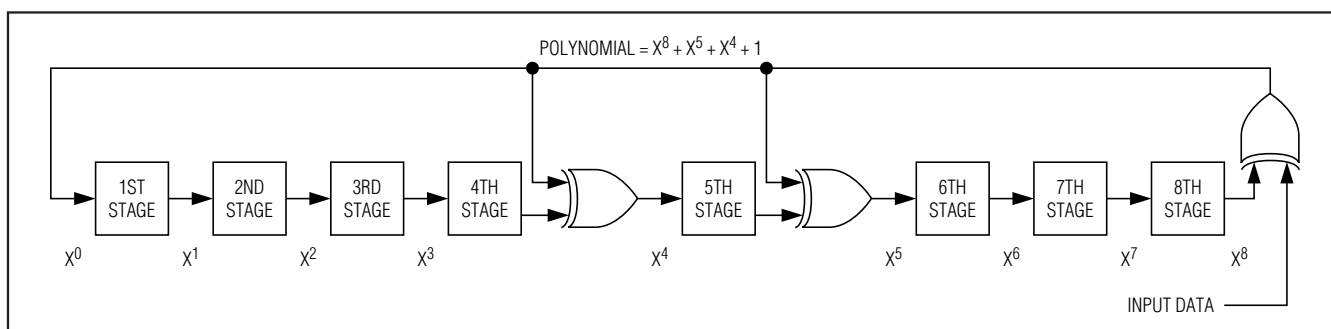 POLYNOMIAL = X⁸ + X⁵ + X⁴ + 1
1ST
STAGE
2ND
STAGE
3RD
STAGE
4TH
STAGE
5TH
STAGE
6TH
STAGE
7TH
STAGE
8TH
STAGE
X⁰ X¹ X² X³ X⁴ X⁵ X⁶ X⁷ X⁸
INPUT DATA